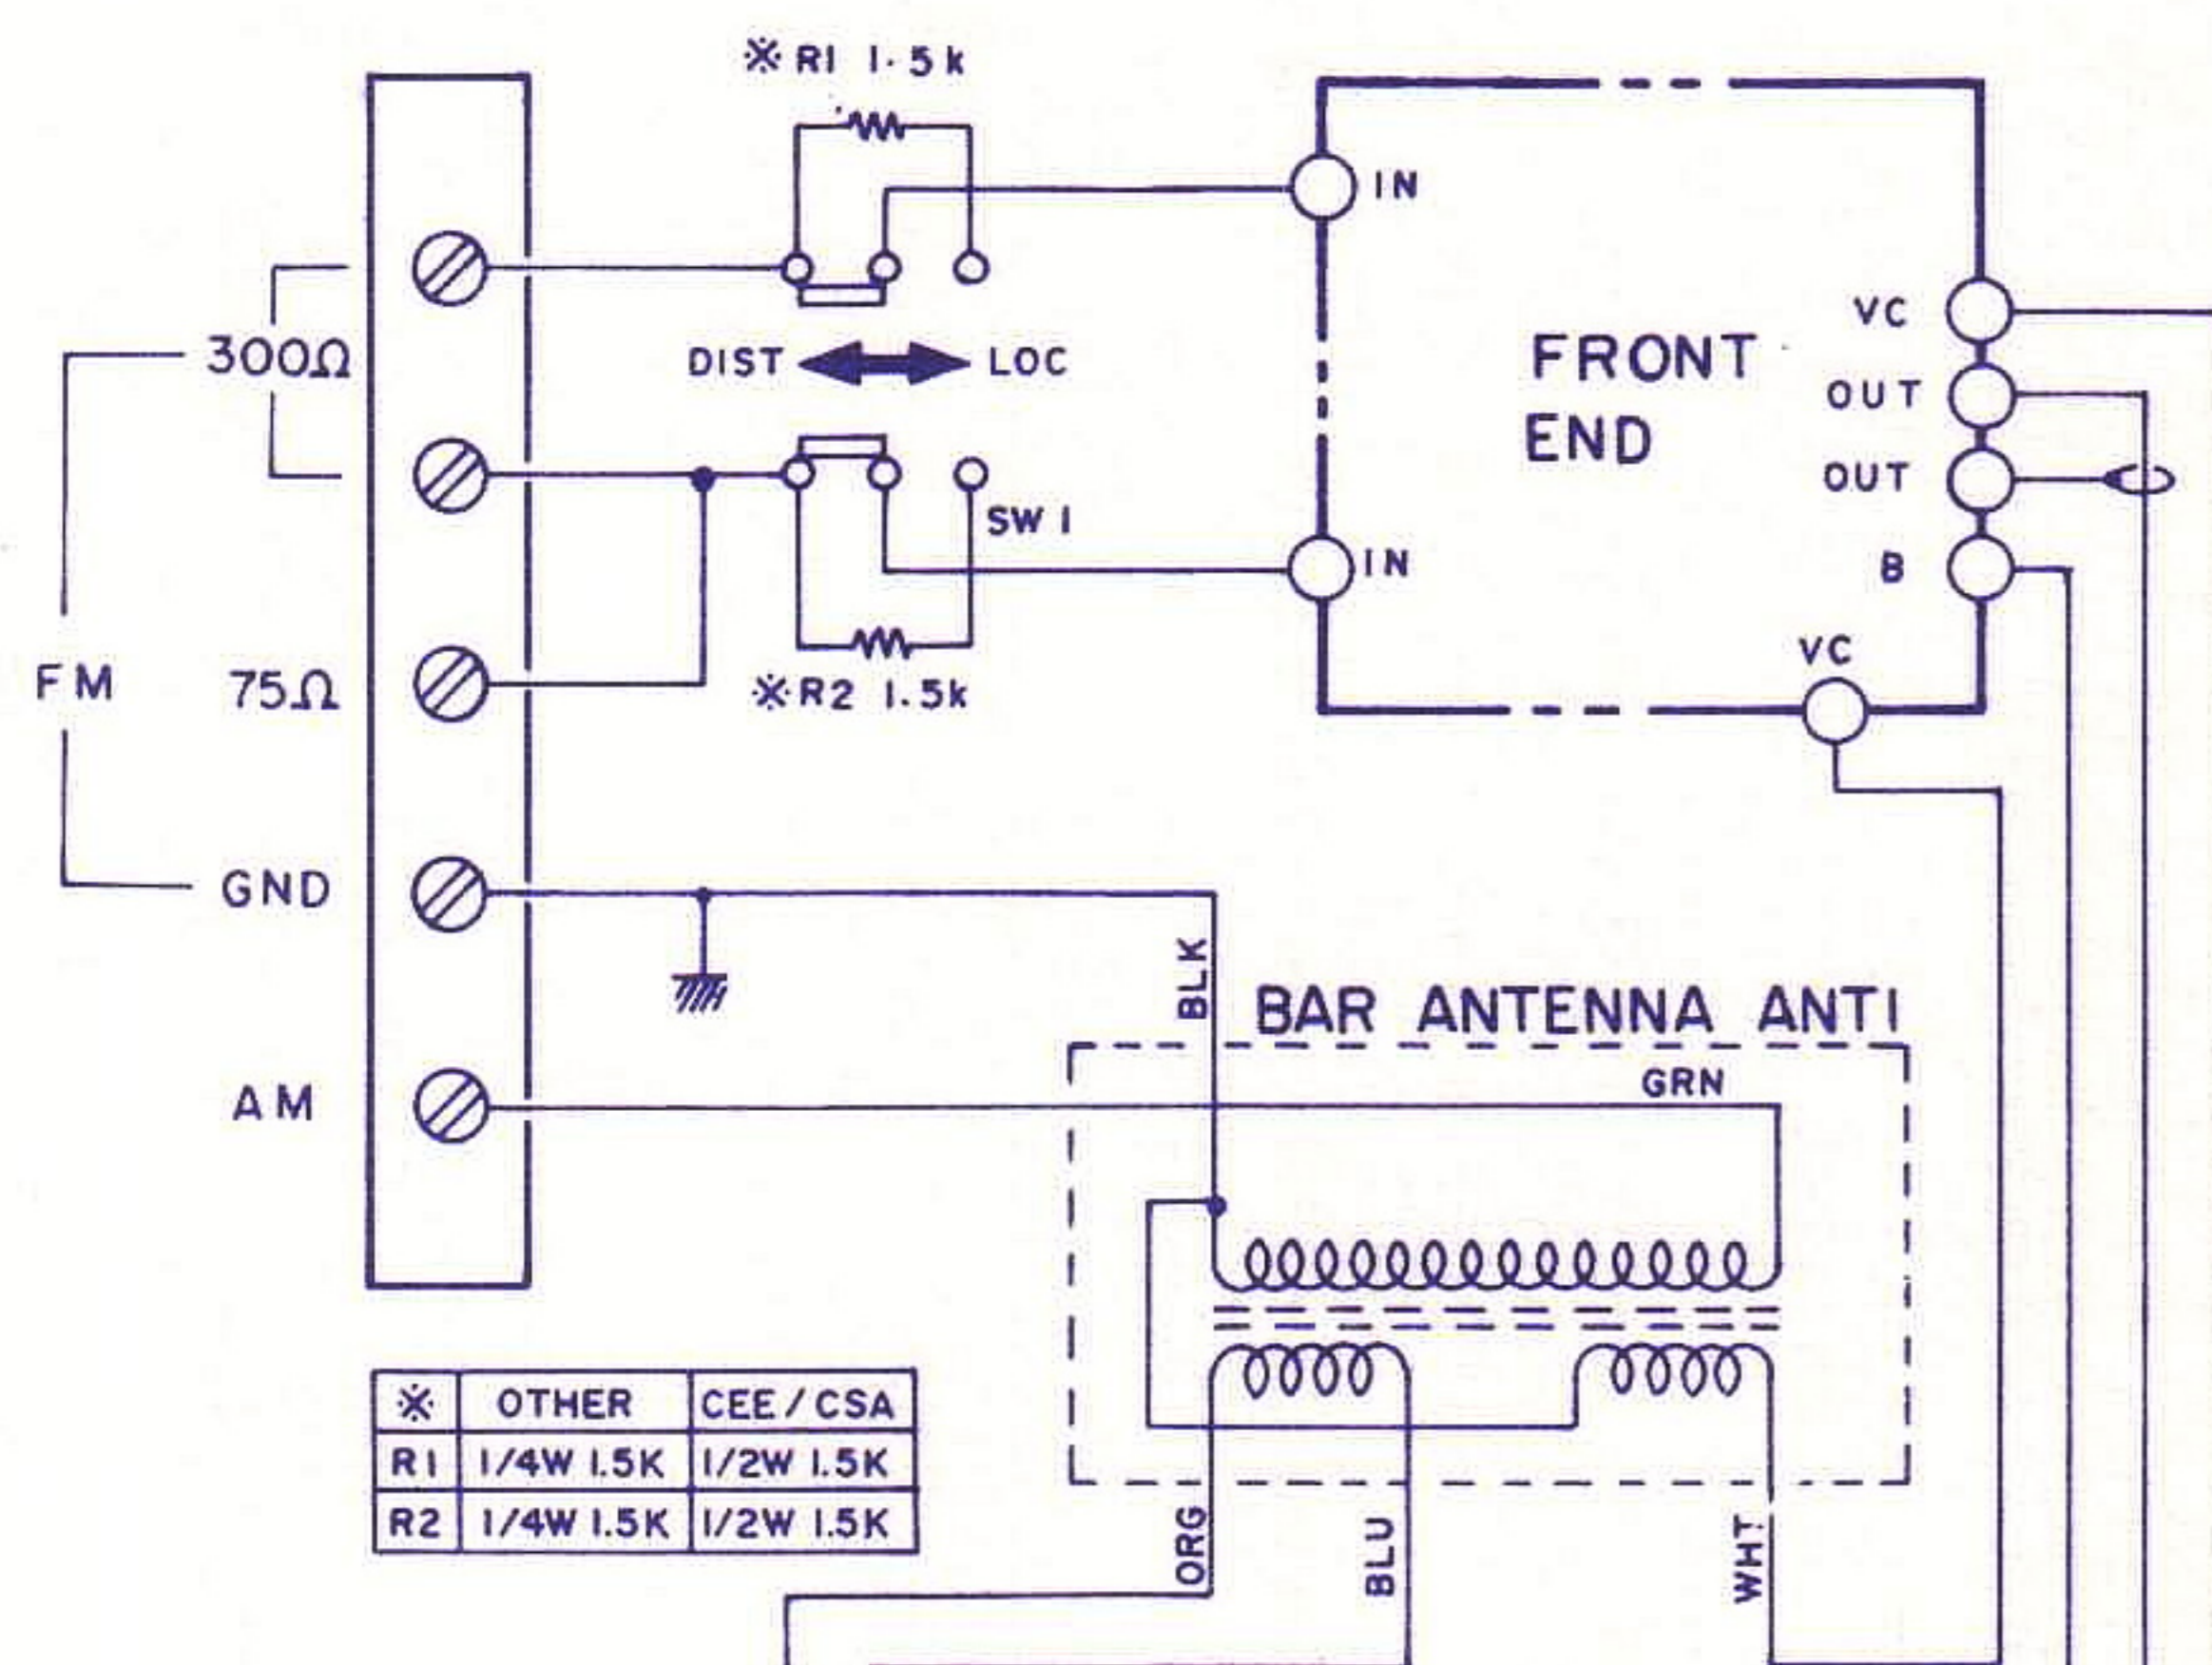 ※ R1 1.5k
IN
VC
300Ω
DIST
LOC
FRONT
END
OUT
OUT
SW1
IN
B
VC
FM
75Ω
※ R2 1.5k
GND
BLK
BAR ANTENNA ANT1
GRN
AM
※ OTHER CEE/CSA
R1 1/4W 1.5K 1/2W 1.5K
R2 1/4W 1.5K 1/2W 1.5K
ORG
BLU
WHT